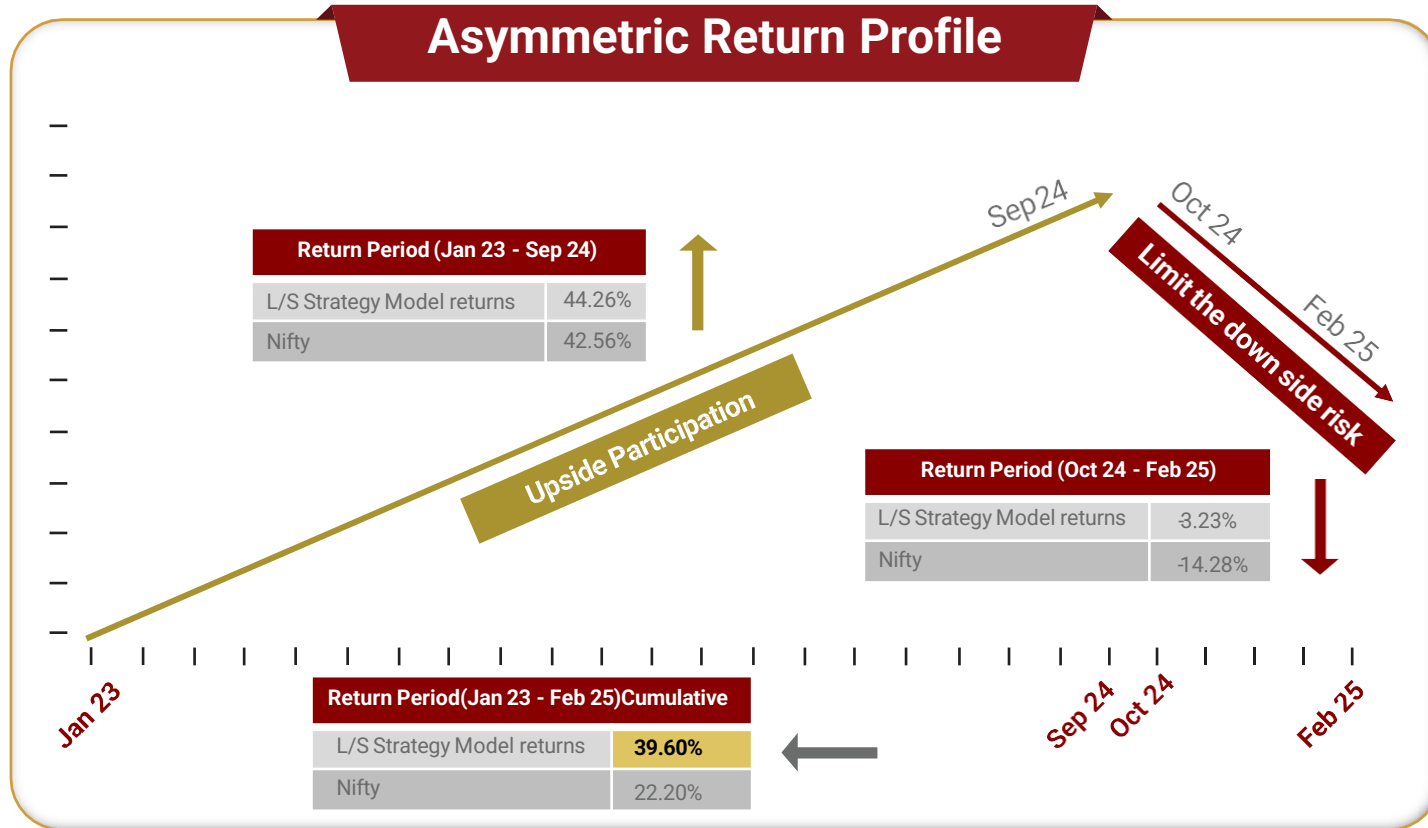 Asymmetric Return Profile
Sep24
Oct 24
Feb 25
Limit the down side risk
Return Period (Jan 23 - Sep 24)
L/S Strategy Model returns 44.26%
Nifty 42.56%
Upside Participation
Return Period (Oct 24 - Feb 25)
L/S Strategy Model returns -3.23%
Nifty -14.28%
Jan 23
Sep 24
Oct 24
Feb 25
Return Period(Jan 23 - Feb 25)Cumulative
L/S Strategy Model returns 39.60%
Nifty 22.20%